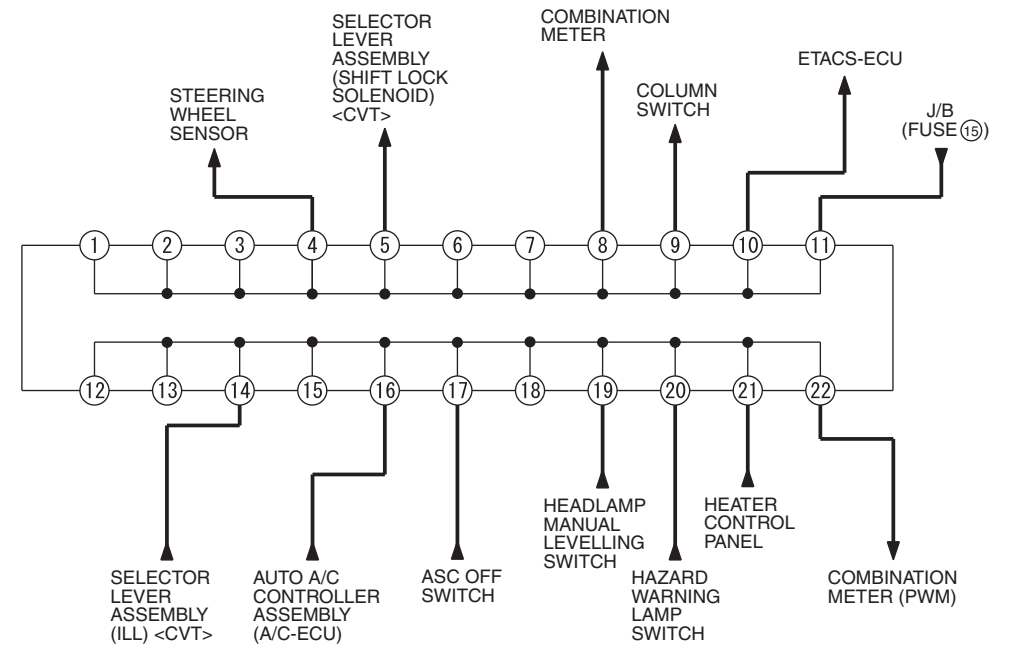 SELECTOR
LEVER
ASSEMBLY
(SHIFT LOCK
SOLENOID)
<CVT>
COMBINATION
METER
ETACS-ECU
STEERING
WHEEL
SENSOR
COLUMN
SWITCH
J/B
(FUSE ⑮)
1 2 3 4 5 6 7 8 9 10 11
12 13 14 15 16 17 18 19 20 21 22
HEADLAMP
MANUAL
LEVELLING
SWITCH
HEATER
CONTROL
PANEL
SELECTOR
LEVER
ASSEMBLY
(ILL) <CVT>
AUTO A/C
CONTROLLER
ASSEMBLY
(A/C-ECU)
ASC OFF
SWITCH
HAZARD
WARNING
LAMP
SWITCH
COMBINATION
METER (PWM)